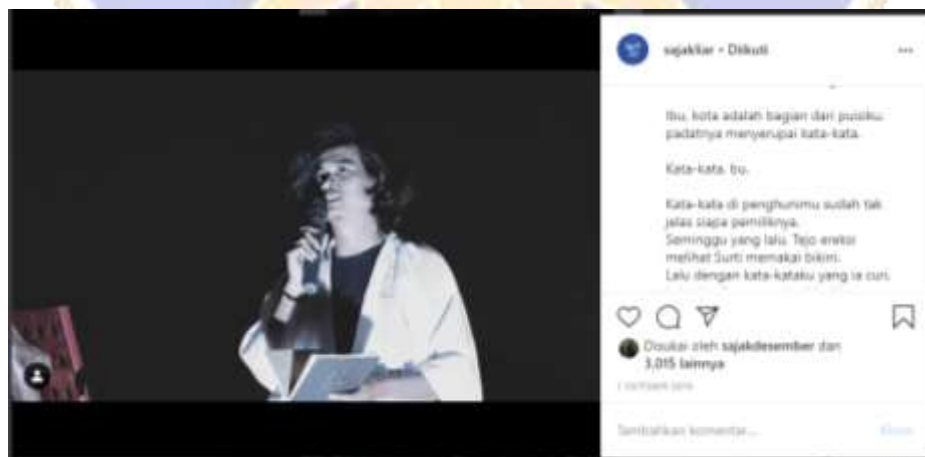 sajakliar • Diikuti
Ibu, kota adalah bagian dari puisiku.
padatnya menyerupai kata-kata.
Kata-kata, bu.
Kata-kata di penghunimu sudah tak
jelas siapa pemiliknya.
Seminggu yang lalu, Tejo ereksi
melihat Surti memakai bikini.
Lalu dengan kata-kataku yang ia curi,
Disukai oleh sajakdesember dan
3,015 lainnya
Tambahkan komentar...
Kirim